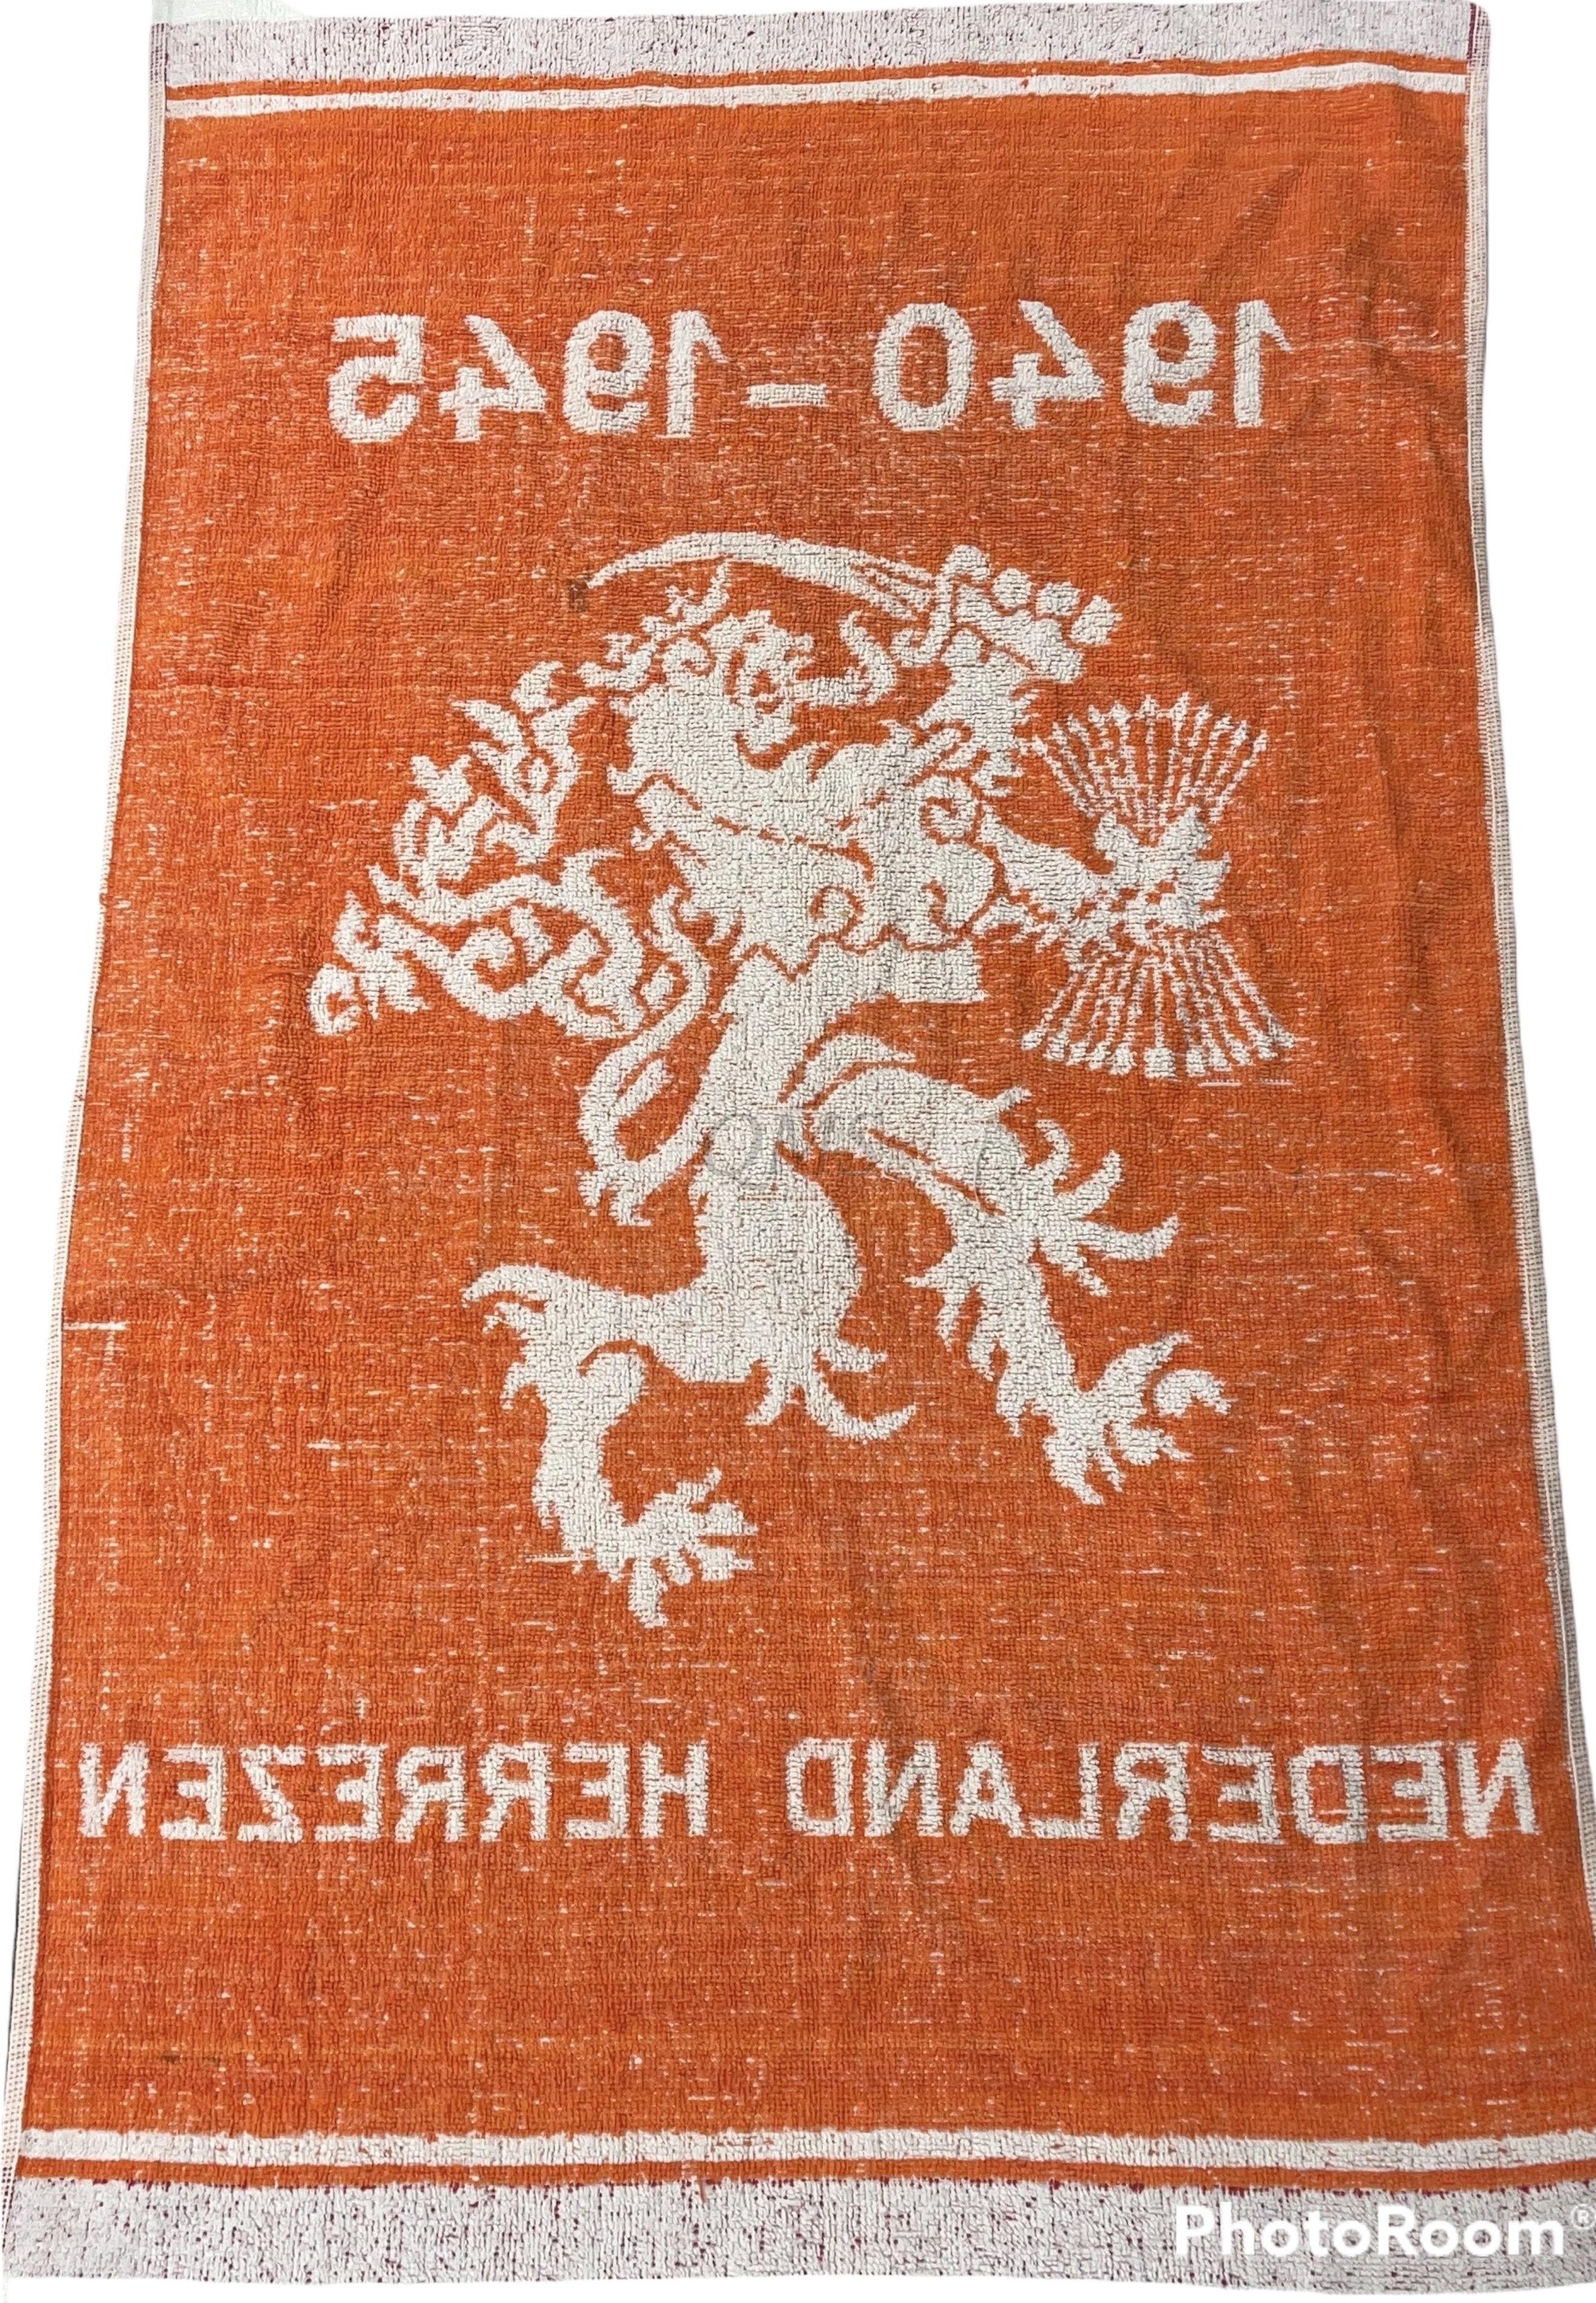 1940 - 1945
NEDERLAND HERREZEN
PhotoRoom®